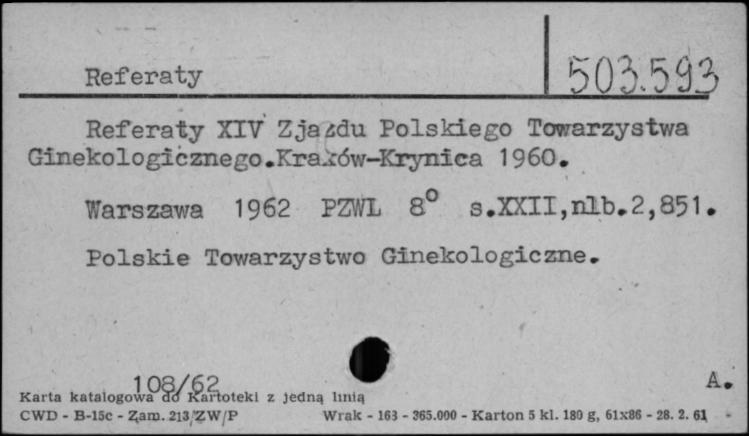 Referaty
503.593
Referaty XIV Zjazdu Polskiego Towarzystwa
Ginekologicznego.Kraków-Krynica 1960.
Warszawa 1962 PZWL 8° s.XXII,nlb.2,851.
Polskie Towarzystwo Ginekologiczne.
108/62
A.
Karta katalogowa do Kartoteki z jedną linią
CWD - B-15c - Zam. 213/ZW/P Wrak - 163 - 365.000 - Karton 5 kl. 180 g, 61x86 - 28. 2. 61